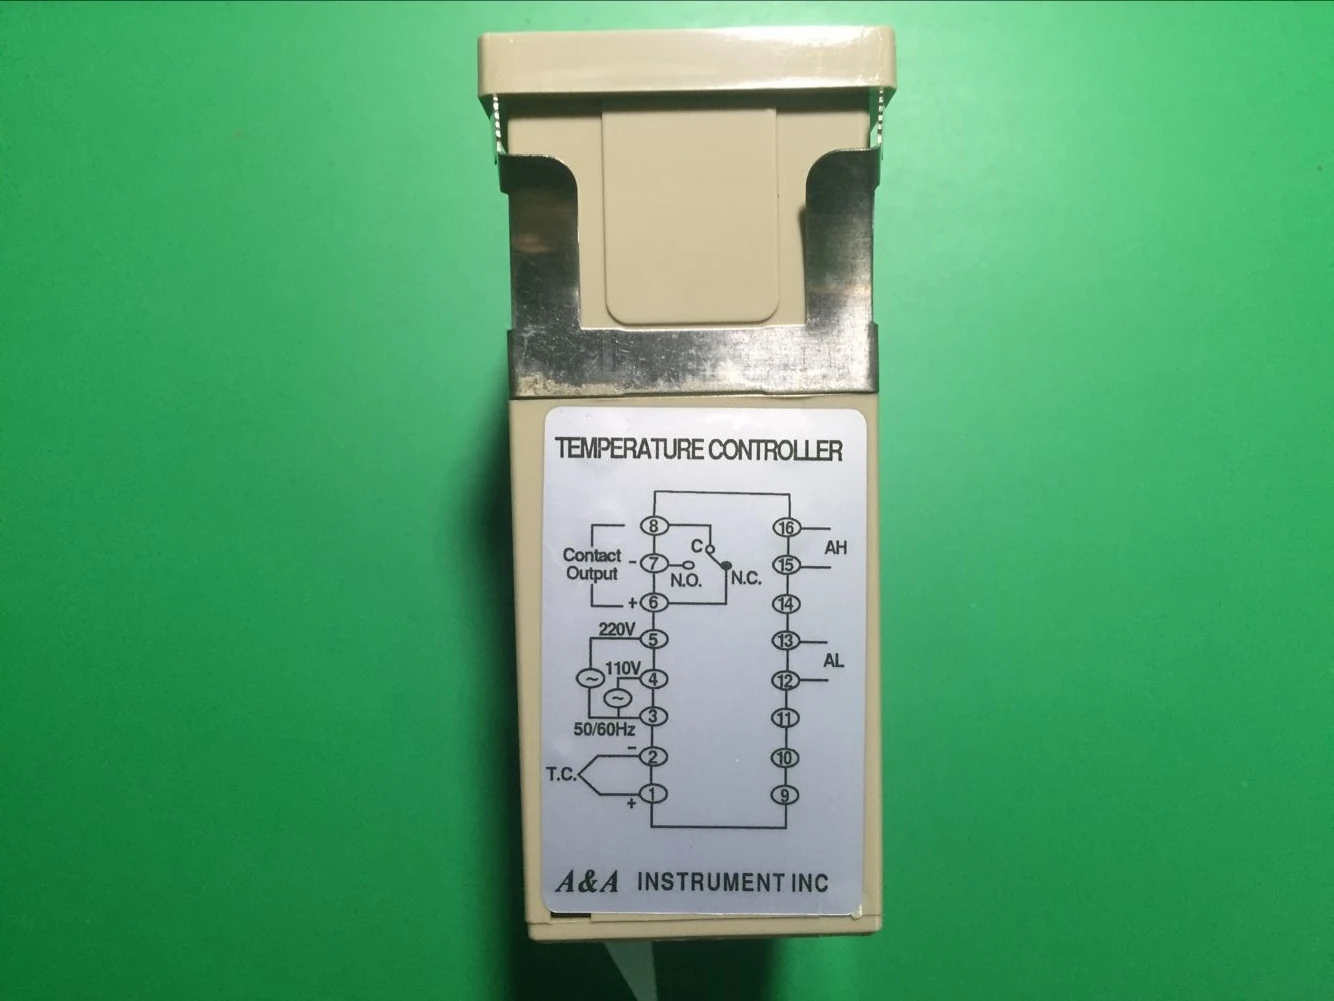 TEMPERATURE CONTROLLER
8 16
C AH
Contact - 7 15
Output N.O. N.C.
+ 6 14
220V 5 13
AL
110V 4 12
~
~ 3 11
50/60Hz
- 2 10
T.C.
+ 1 9
A&A INSTRUMENT INC